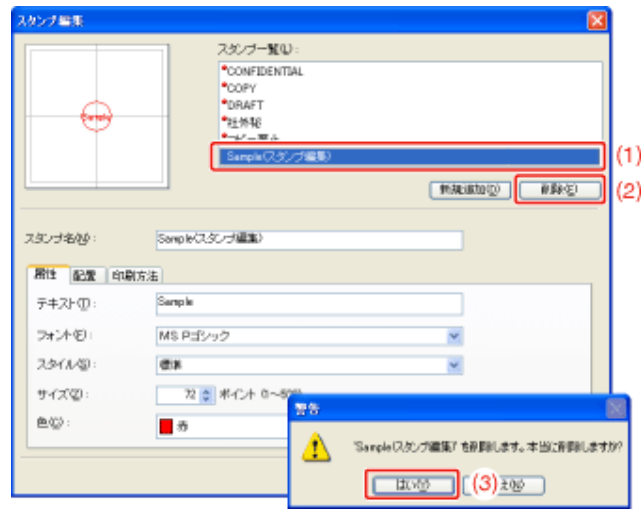 スタンプ編集
スタンプ一覧(L):
*CONFIDENTIAL
*COPY
*DRAFT
*社外秘
Sample(スタンプ編集)
(1)
Sample
新規追加(D)
削除(E)
(2)
スタンプ名(N):
Sample(スタンプ編集)
属性
配置
印刷方法
テキスト(T):
Sample
フォント(F):
MS Pゴシック
スタイル(S):
標準
サイズ(Z):
72
ポイント (1～500)
色(C):
赤
警告
'Sample(スタンプ編集)' を削除します。本当に削除しますか?
はい(Y)
(3)